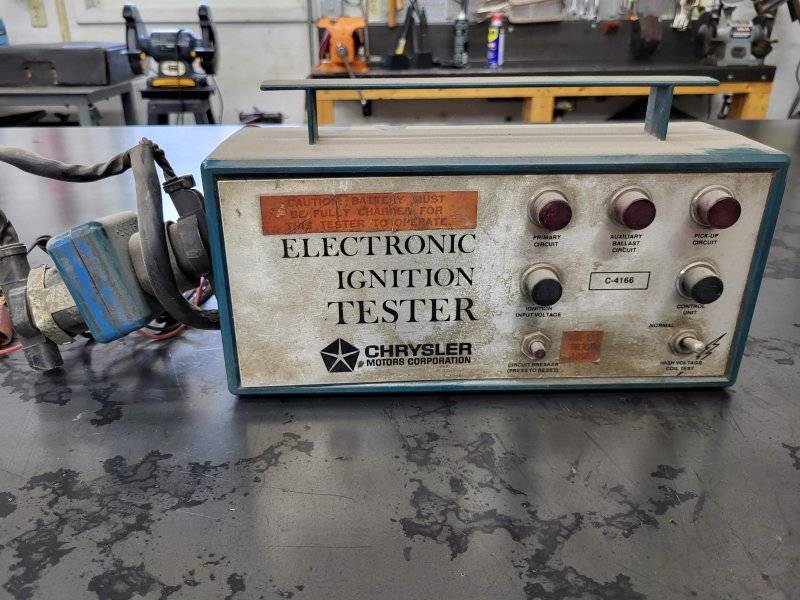 CAUTION: BATTERY MUST
BE FULLY CHARGED FOR
THIS TESTER TO OPERATE
ELECTRONIC
IGNITION
TESTER
CHRYSLER
MOTORS CORPORATION
PRIMARY
CIRCUIT
AUXILIARY
BALLAST
CIRCUIT
PICK-UP
CIRCUIT
IGNITION
INPUT VOLTAGE
C-4166
CONTROL
UNIT
CIRCUIT BREAKER
(PRESS TO RESET)
NORMAL
HIGH VOLTAGE
COIL TEST